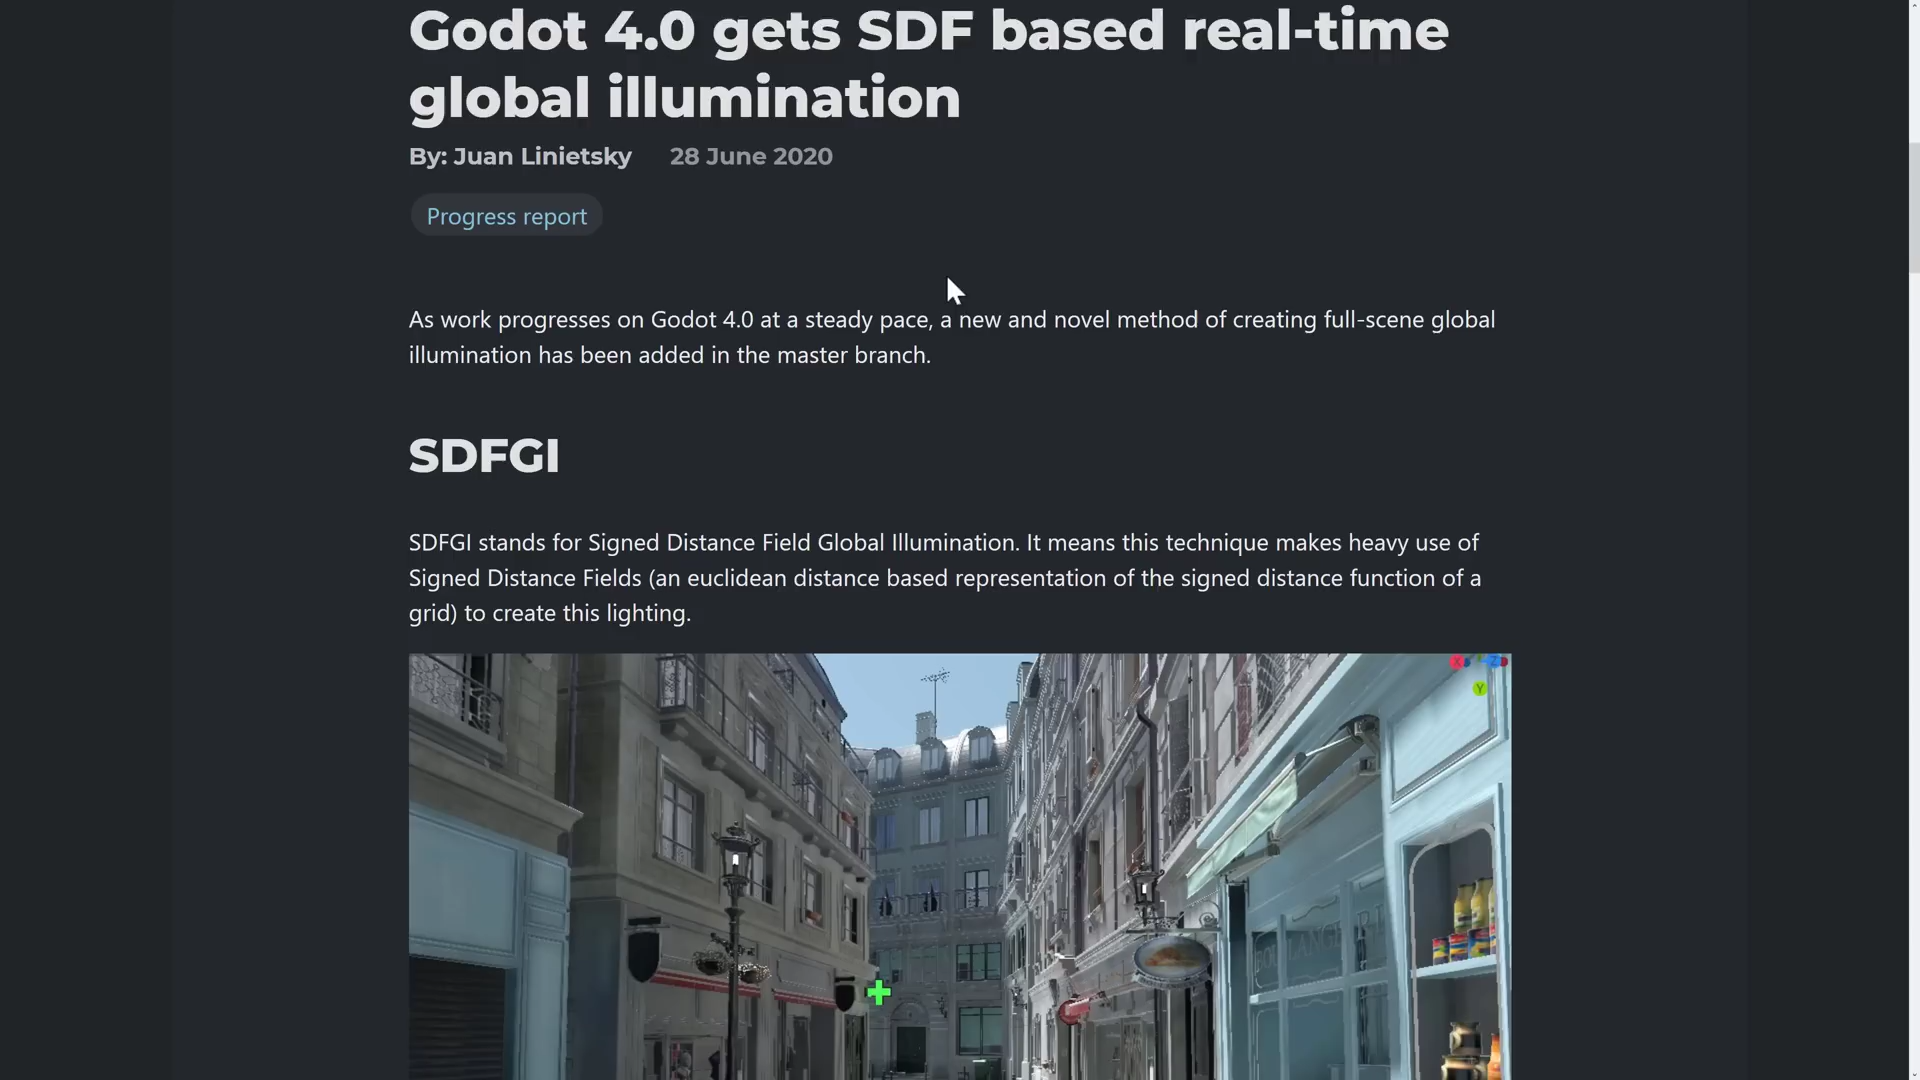 Godot 4.0 gets SDF based real-time
global illumination
By: Juan Linietsky 28 June 2020
Progress report
As work progresses on Godot 4.0 at a steady pace, a new and novel method of creating full-scene global
illumination has been added in the master branch.
SDFGI
SDFGI stands for Signed Distance Field Global Illumination. It means this technique makes heavy use of
Signed Distance Fields (an euclidean distance based representation of the signed distance function of a
grid) to create this lighting.
X Z
Y